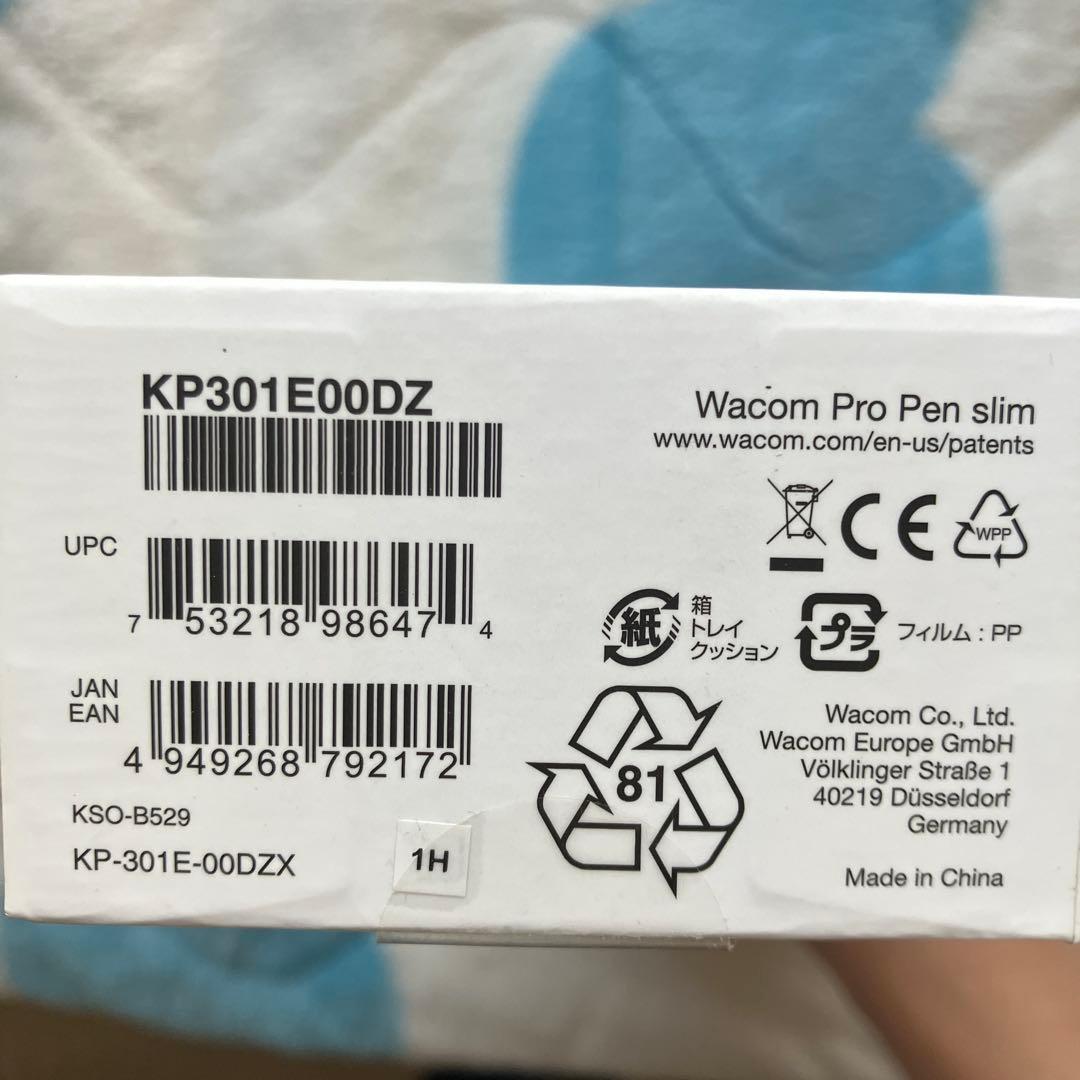 KP301E00DZ
UPC
7 53218 98647 4
JAN
EAN
4 949268 792172
KSO-B529
KP-301E-00DZX
1H
Wacom Pro Pen slim
www.wacom.com/en-us/patents
CE
WPP
紙
箱
トレイ
クッション
プラ
フィルム : PP
81
Wacom Co., Ltd.
Wacom Europe GmbH
Völklinger Straße 1
40219 Düsseldorf
Germany
Made in China